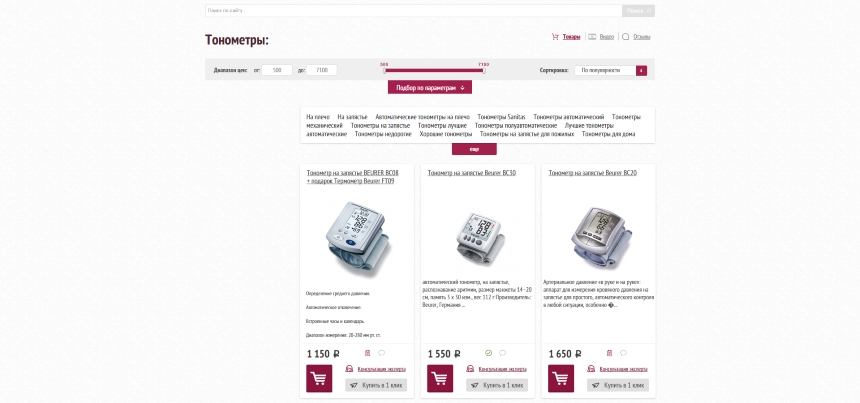 Поиск по сайту...
Поиск
Тонометры:
Товары
Видео
Отзывы
Диапазон цен: от: 500 до: 7100
500
7100
Сортировка: По популярности
Подбор по параметрам
На плечо На запястье Автоматические тонометры на плечо Тонометры Sanitas Тонометры автоматический Тонометры
механический Тонометры на запястье Тонометры лучшие Тонометры полуавтоматические Лучшие тонометры
автоматические Тонометры недорогие Хорошие тонометры Тонометры на запястье для пожилых Тонометры для дома
еще
Тонометр на запястье BEURER BC08
+ подарок Термометр Beurer FT09
Определение среднего давления.
Автоматическое отключение.
Встроенные часы и календарь.
Диапазон измерения: 20-280 мм рт. ст.
1 150 ₽
Консультация эксперта
Купить в 1 клик
Тонометр на запястье Beurer BC30
автоматический тонометр, на запястье,
распознавание аритмии, размер манжеты 14-20
см, память 3 x 30 изм., вес 112 г Производитель:
Beurer, Германия ...
1 550 ₽
Консультация эксперта
Купить в 1 клик
Тонометр на запястье Beurer BC20
Артериальное давление «в руке и на руке»:
аппарат для измерения кровяного давления на
запястье для простого, автоматического контроля
в любой ситуации, особенно �...
1 650 ₽
Консультация эксперта
Купить в 1 клик